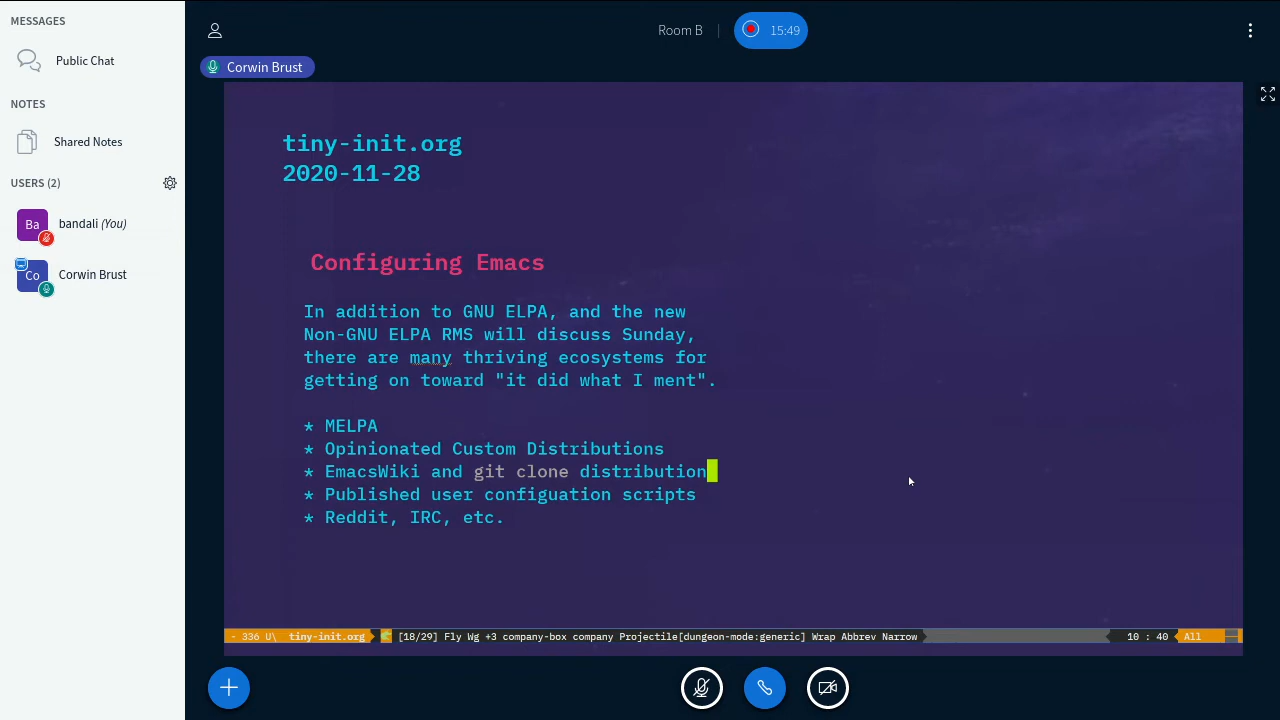 MESSAGES
Public Chat
NOTES
Shared Notes
USERS (2)
Ba
bandali (You)
Co
Corwin Brust
Room B
15:49
Corwin Brust
tiny-init.org
2020-11-28
Configuring Emacs
In addition to GNU ELPA, and the new
Non-GNU ELPA RMS will discuss Sunday,
there are many thriving ecosystems for
getting on toward "it did what I ment".
* MELPA
* Opinionated Custom Distributions
* EmacsWiki and git clone distribution
* Published user configuation scripts
* Reddit, IRC, etc.
- 336 U\ tiny-init.org [18/29] Fly Wg +3 company-box company Projectile[dungeon-mode:generic] Wrap Abbrev Narrow 10 : 40 All